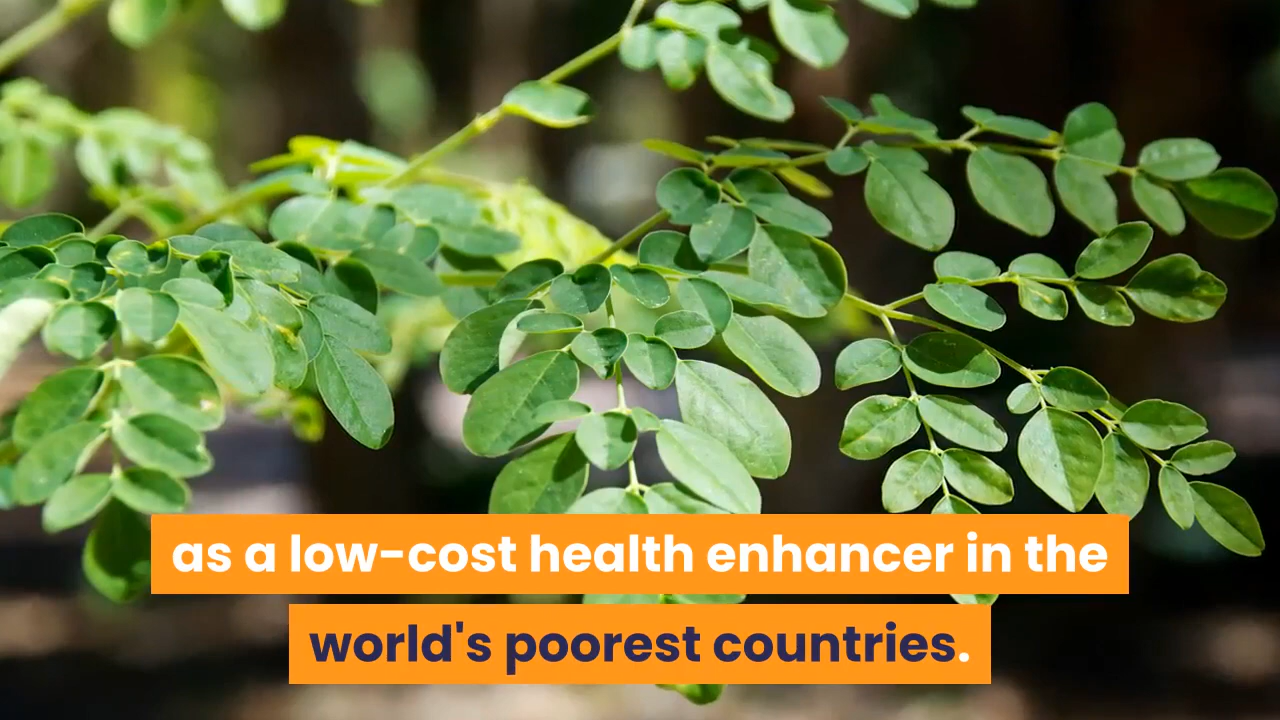 as a low-cost health enhancer in the
world's poorest countries.